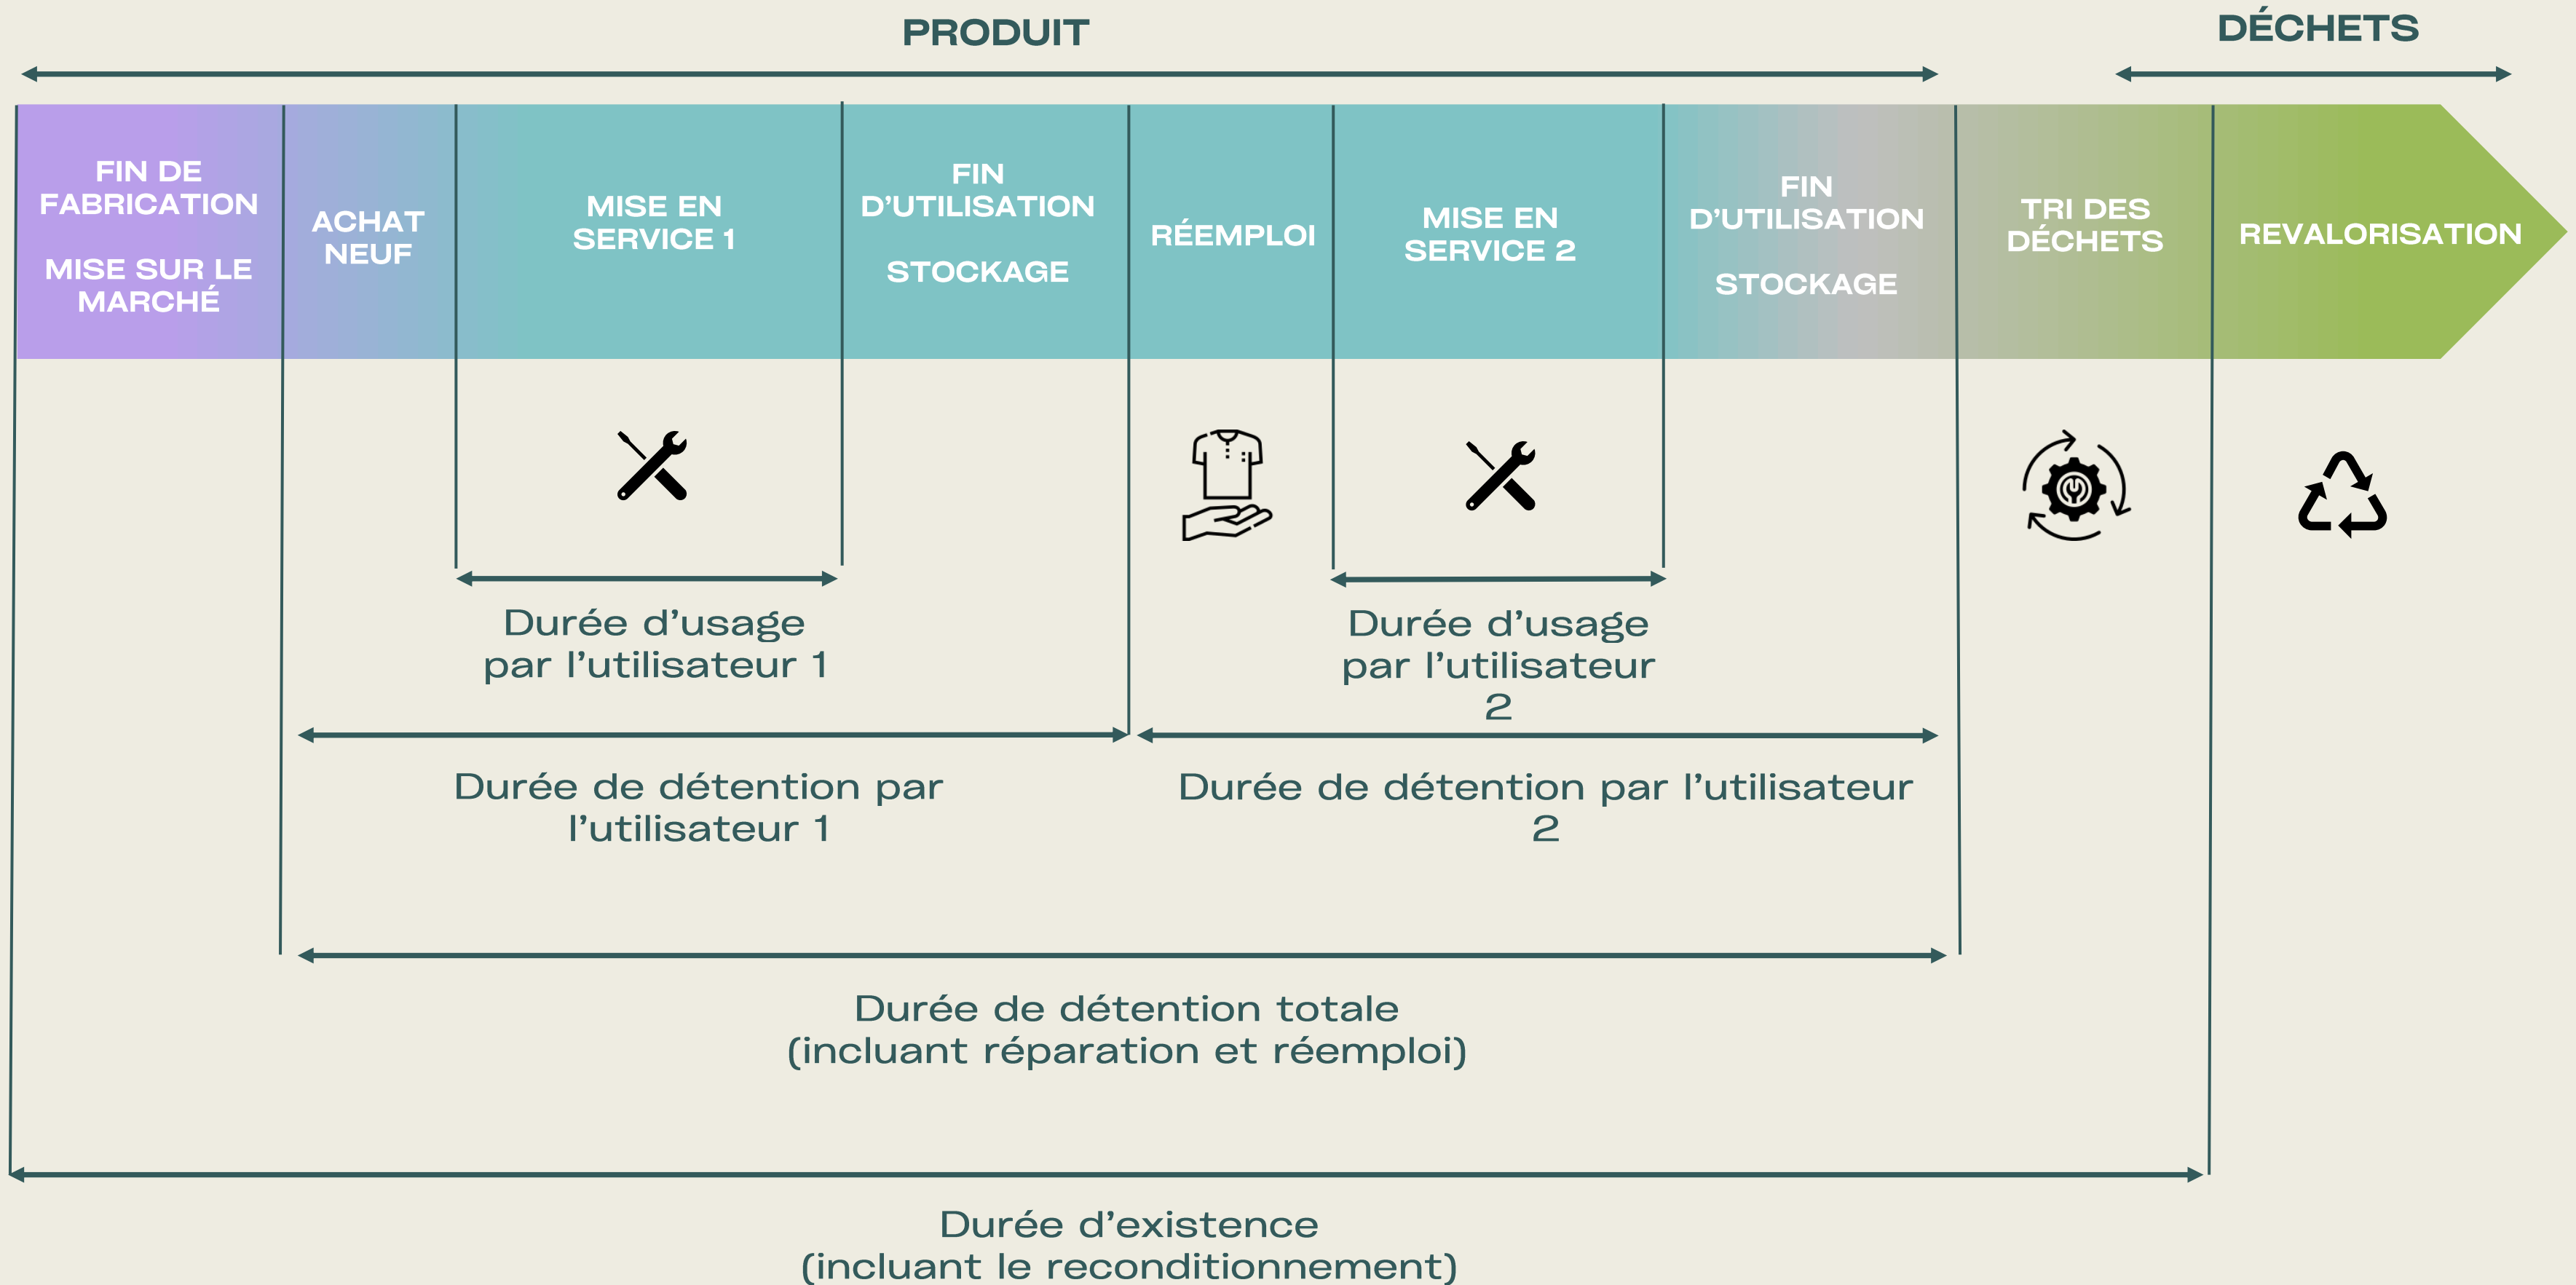 PRODUIT
DÉCHETS
FIN DE
FABRICATION
MISE SUR LE
MARCHÉ
ACHAT
NEUF
MISE EN
SERVICE 1
FIN
D’UTILISATION
STOCKAGE
RÉEMPLOI
MISE EN
SERVICE 2
FIN
D’UTILISATION
STOCKAGE
TRI DES
DÉCHETS
REVALORISATION
Durée d’usage
par l’utilisateur 1
Durée d’usage
par l’utilisateur
2
Durée de détention par
l’utilisateur 1
Durée de détention par l’utilisateur
2
Durée de détention totale
(incluant réparation et réemploi)
Durée d’existence
(incluant le reconditionnement)